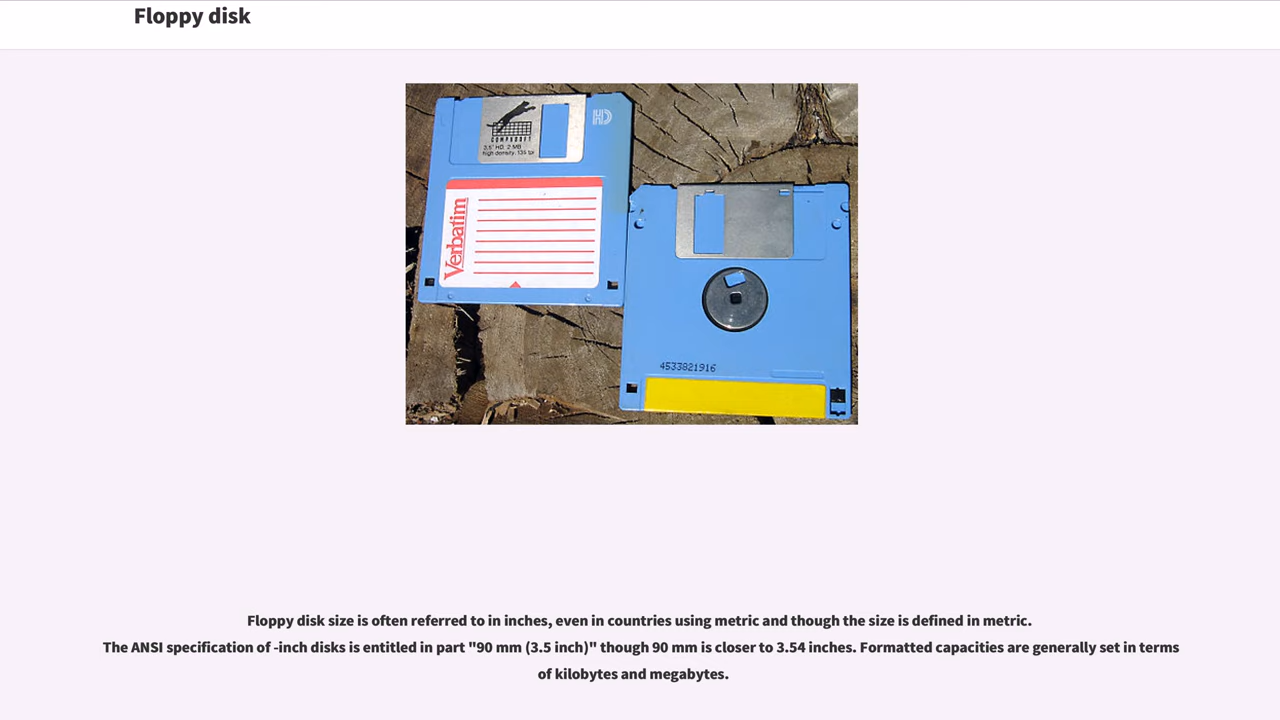 Floppy disk
COMPUSOFT
3,5" HD, 2 MB
high density, 135 tpi
HD
Verbatim
4533821916
Floppy disk size is often referred to in inches, even in countries using metric and though the size is defined in metric.
The ANSI specification of -inch disks is entitled in part "90 mm (3.5 inch)" though 90 mm is closer to 3.54 inches. Formatted capacities are generally set in terms
of kilobytes and megabytes.